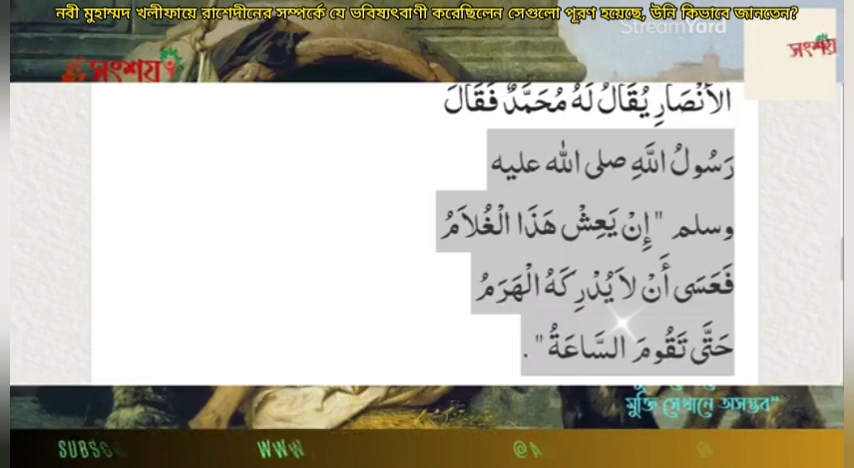 নবী মুহাম্মদ খলীফায়ে রাশেদীনের সম্পর্কে যে ভবিষ্যৎবাণী করেছিলেন সেগুলো পূরণ হয়েছে, উনি কিভাবে জানতেন?
StreamYard
সংশয়
সংশয়
الأَنْصَارِ يُقَالُ لَهُ مُحَمَّدٌ فَقَالَ
رَسُولُ اللَّهِ صلى الله عليه
وسلم "إِنْ يَعِشْ هَذَا الْغُلاَمُ
فَعَسَى أَنْ لاَ يُدْرِكَهُ الْهَرَمُ
حَتَّى تَقُومَ السَّاعَةُ" .
মুক্তি সেখানে অসম্ভব”
SUBSC WWW @A @